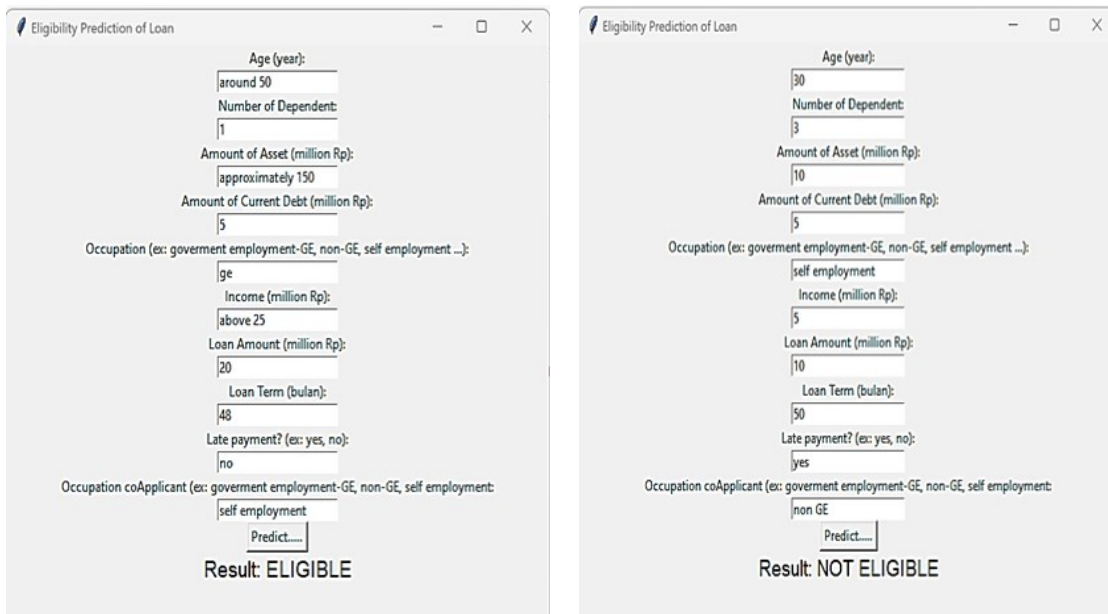 Eligibility Prediction of Loan
Age (year):
around 50
Number of Dependent:
1
Amount of Asset (million Rp):
approximately 150
Amount of Current Debt (million Rp):
5
Occupation (ex: goverment employment-GE, non-GE, self employment ...):
ge
Income (million Rp):
above 25
Loan Amount (million Rp):
20
Loan Term (bulan):
48
Late payment? (ex: yes, no):
no
Occupation coApplicant (ex: goverment employment-GE, non-GE, self employment:
self employment
Predict.....
Result: ELIGIBLE
Eligibility Prediction of Loan
Age (year):
30
Number of Dependent:
3
Amount of Asset (million Rp):
10
Amount of Current Debt (million Rp):
5
Occupation (ex: goverment employment-GE, non-GE, self employment ...):
self employment
Income (million Rp):
5
Loan Amount (million Rp):
10
Loan Term (bulan):
50
Late payment? (ex: yes, no):
yes
Occupation coApplicant (ex: goverment employment-GE, non-GE, self employment:
non GE
Predict.....
Result: NOT ELIGIBLE